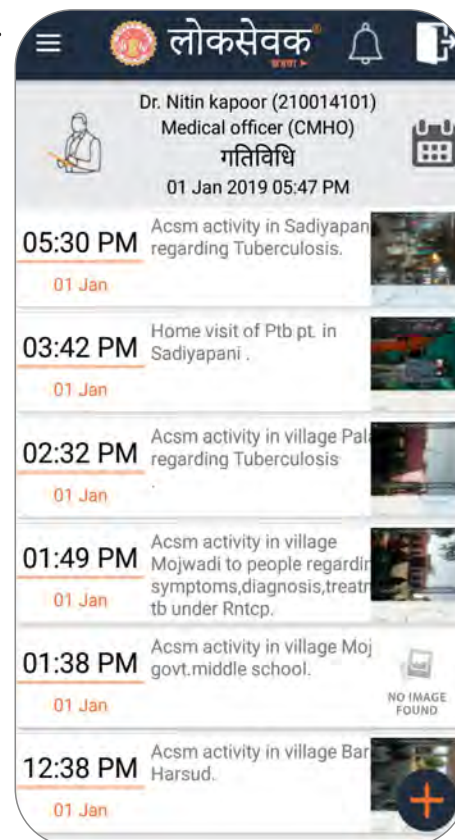 लोकसेवक
Dr. Nitin kapoor (210014101)
Medical officer (CMHO)
गतिविधि
01 Jan 2019 05:47 PM
05:30 PM
01 Jan
Acsm activity in Sadiyapan
regarding Tuberculosis.
03:42 PM
01 Jan
Home visit of Ptb pt. in
Sadiyapani .
02:32 PM
01 Jan
Acsm activity in village Pala
regarding Tuberculosis
.
01:49 PM
01 Jan
Acsm activity in village
Mojwadi to people regardin
symptoms,diagnosis,treatm
tb under Rntcp.
01:38 PM
01 Jan
Acsm activity in village Moj
govt.middle school.
NO IMAGE
FOUND
12:38 PM
01 Jan
Acsm activity in village Bar
Harsud.